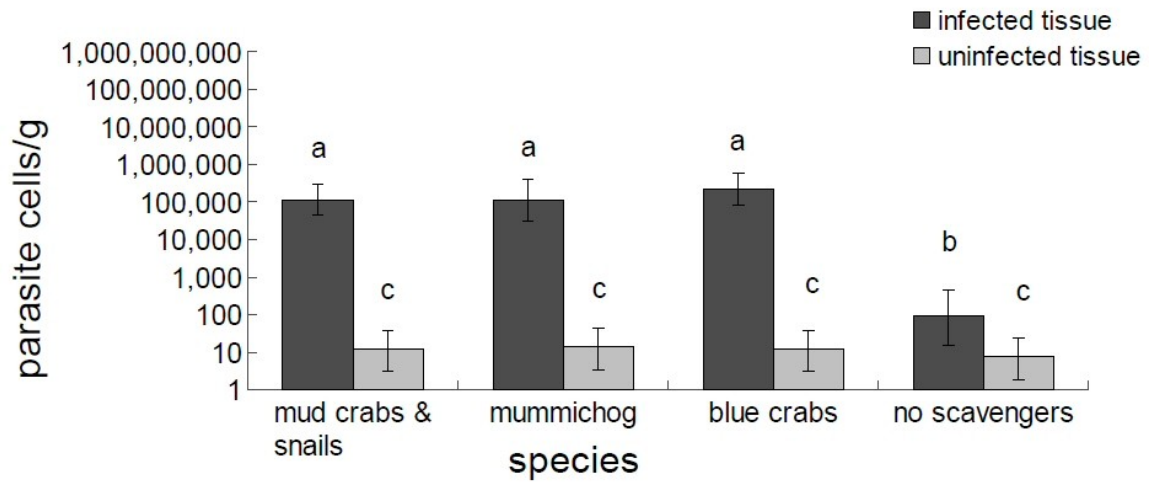 infected tissue
uninfected tissue
parasite cells/g
1,000,000,000
100,000,000
10,000,000
1,000,000
100,000
10,000
1,000
100
10
1
a
c
a
c
a
c
b
c
mud crabs &
snails
mummichog
blue crabs
no scavengers
species